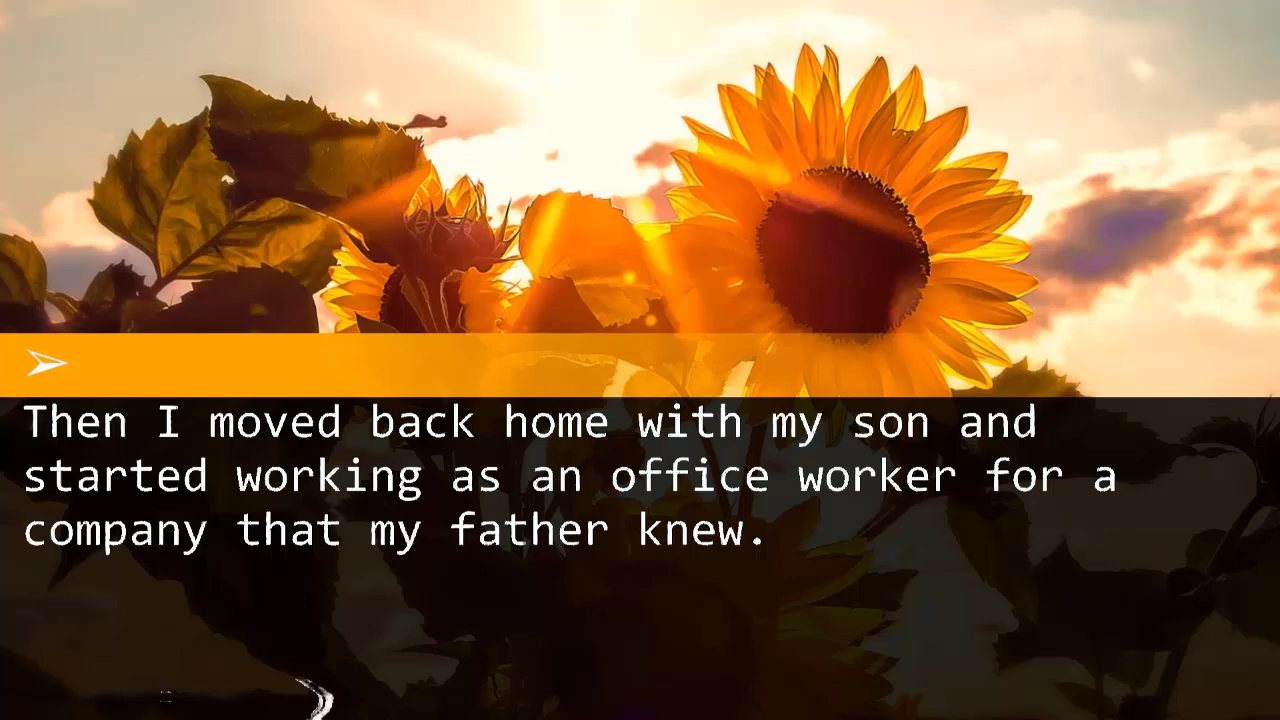 Then I moved back home with my son and
started working as an office worker for a
company that my father knew.